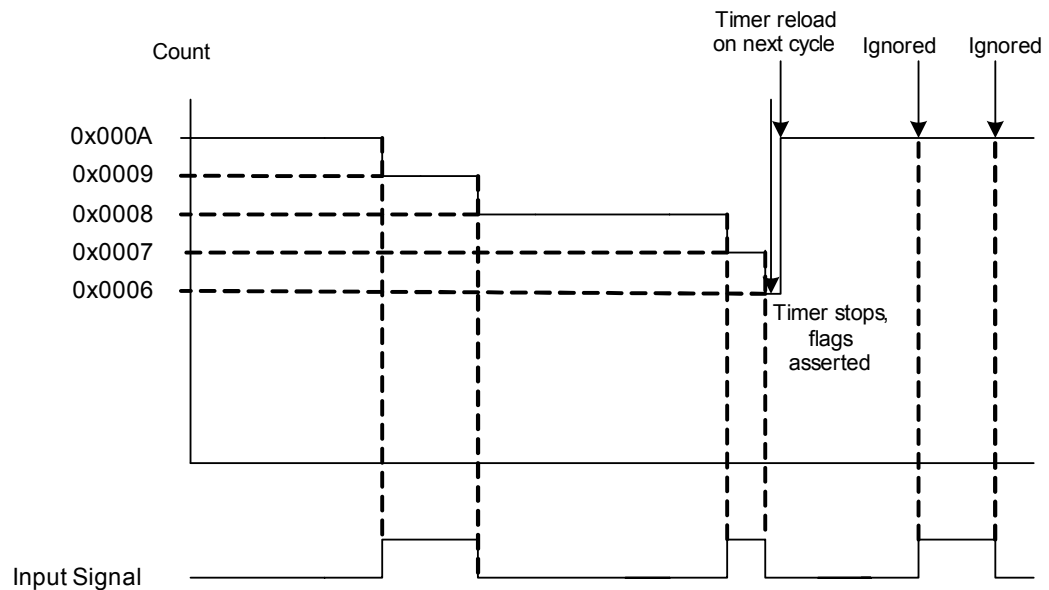 Timer reload
on next cycle
Ignored
Ignored
Count
0x000A
0x0009
0x0008
0x0007
0x0006
Timer stops,
flags
asserted
Input Signal